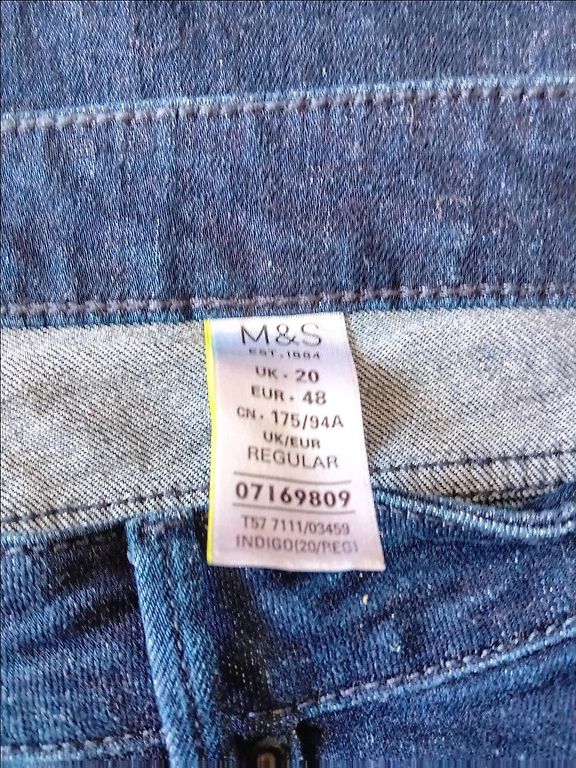 M&S
EST. 1884
UK • 20
EUR • 48
CN • 175/94A
UK/EUR
REGULAR
07169809
T57 7111/03459
INDIGO(20/REG)